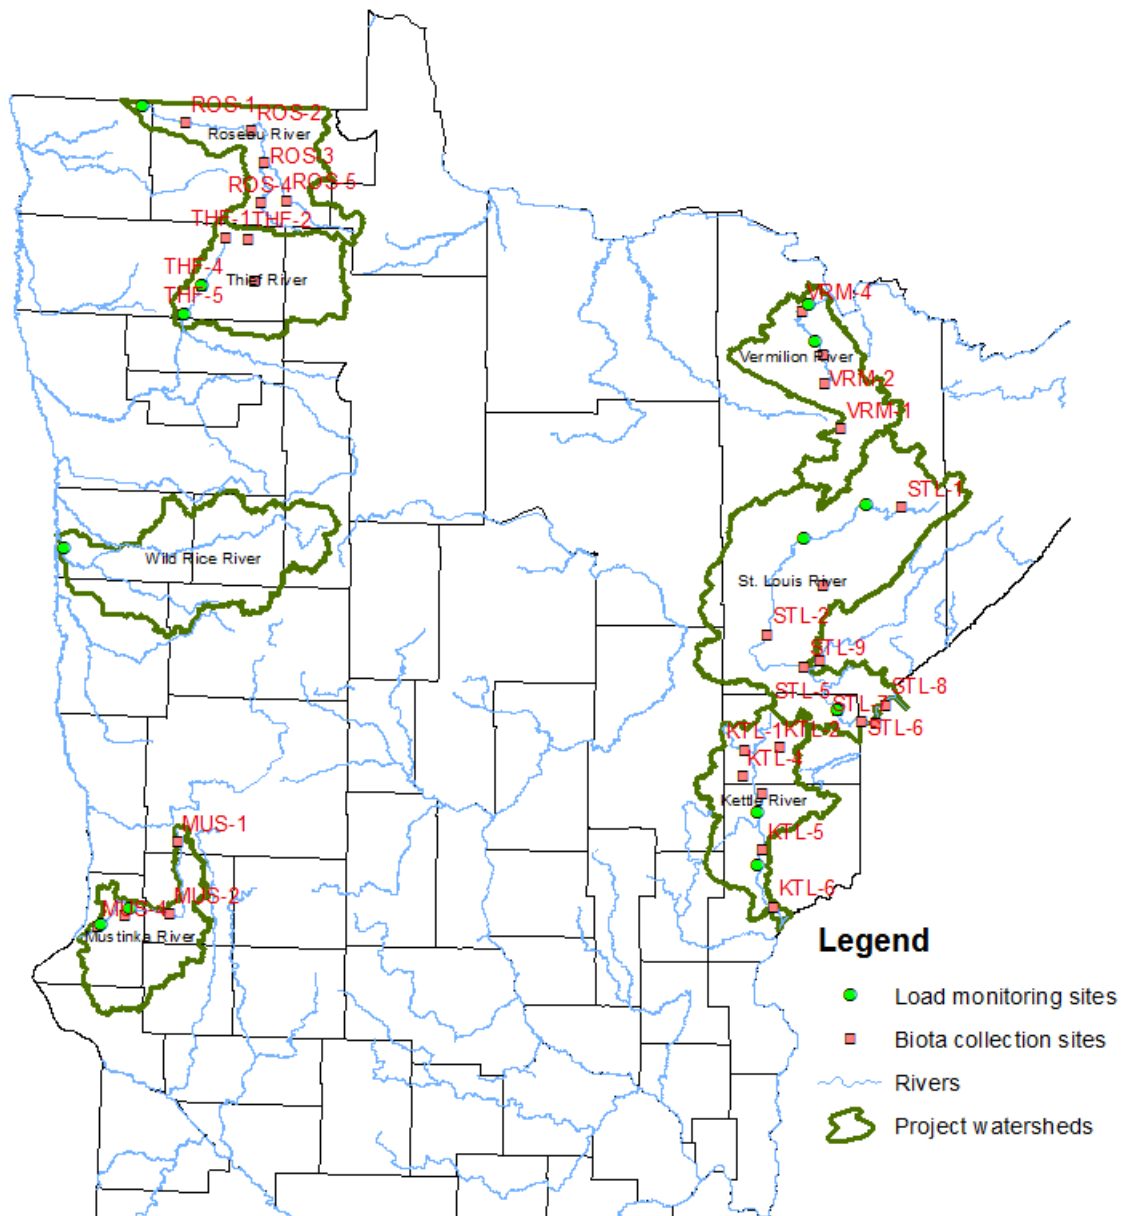 ROS-1
ROS-2
Roseau River
ROS-3
ROS-4
ROS-5
THF-1
THF-2
THF-4
Thief River
THF-5
VRM-4
Vermilion River
VRM-2
VRM-1
STL-1
Wild Rice River
St. Louis River
STL-2
STL-9
STL-5
STL-8
STL-7
STL-6
KTL-1
KTL-2
KTL-4
Kettle River
MUS-1
KTL-5
KTL-6
MUS-2
MUS-4
Mustinka River
Legend
Load monitoring sites
Biota collection sites
Rivers
Project watersheds